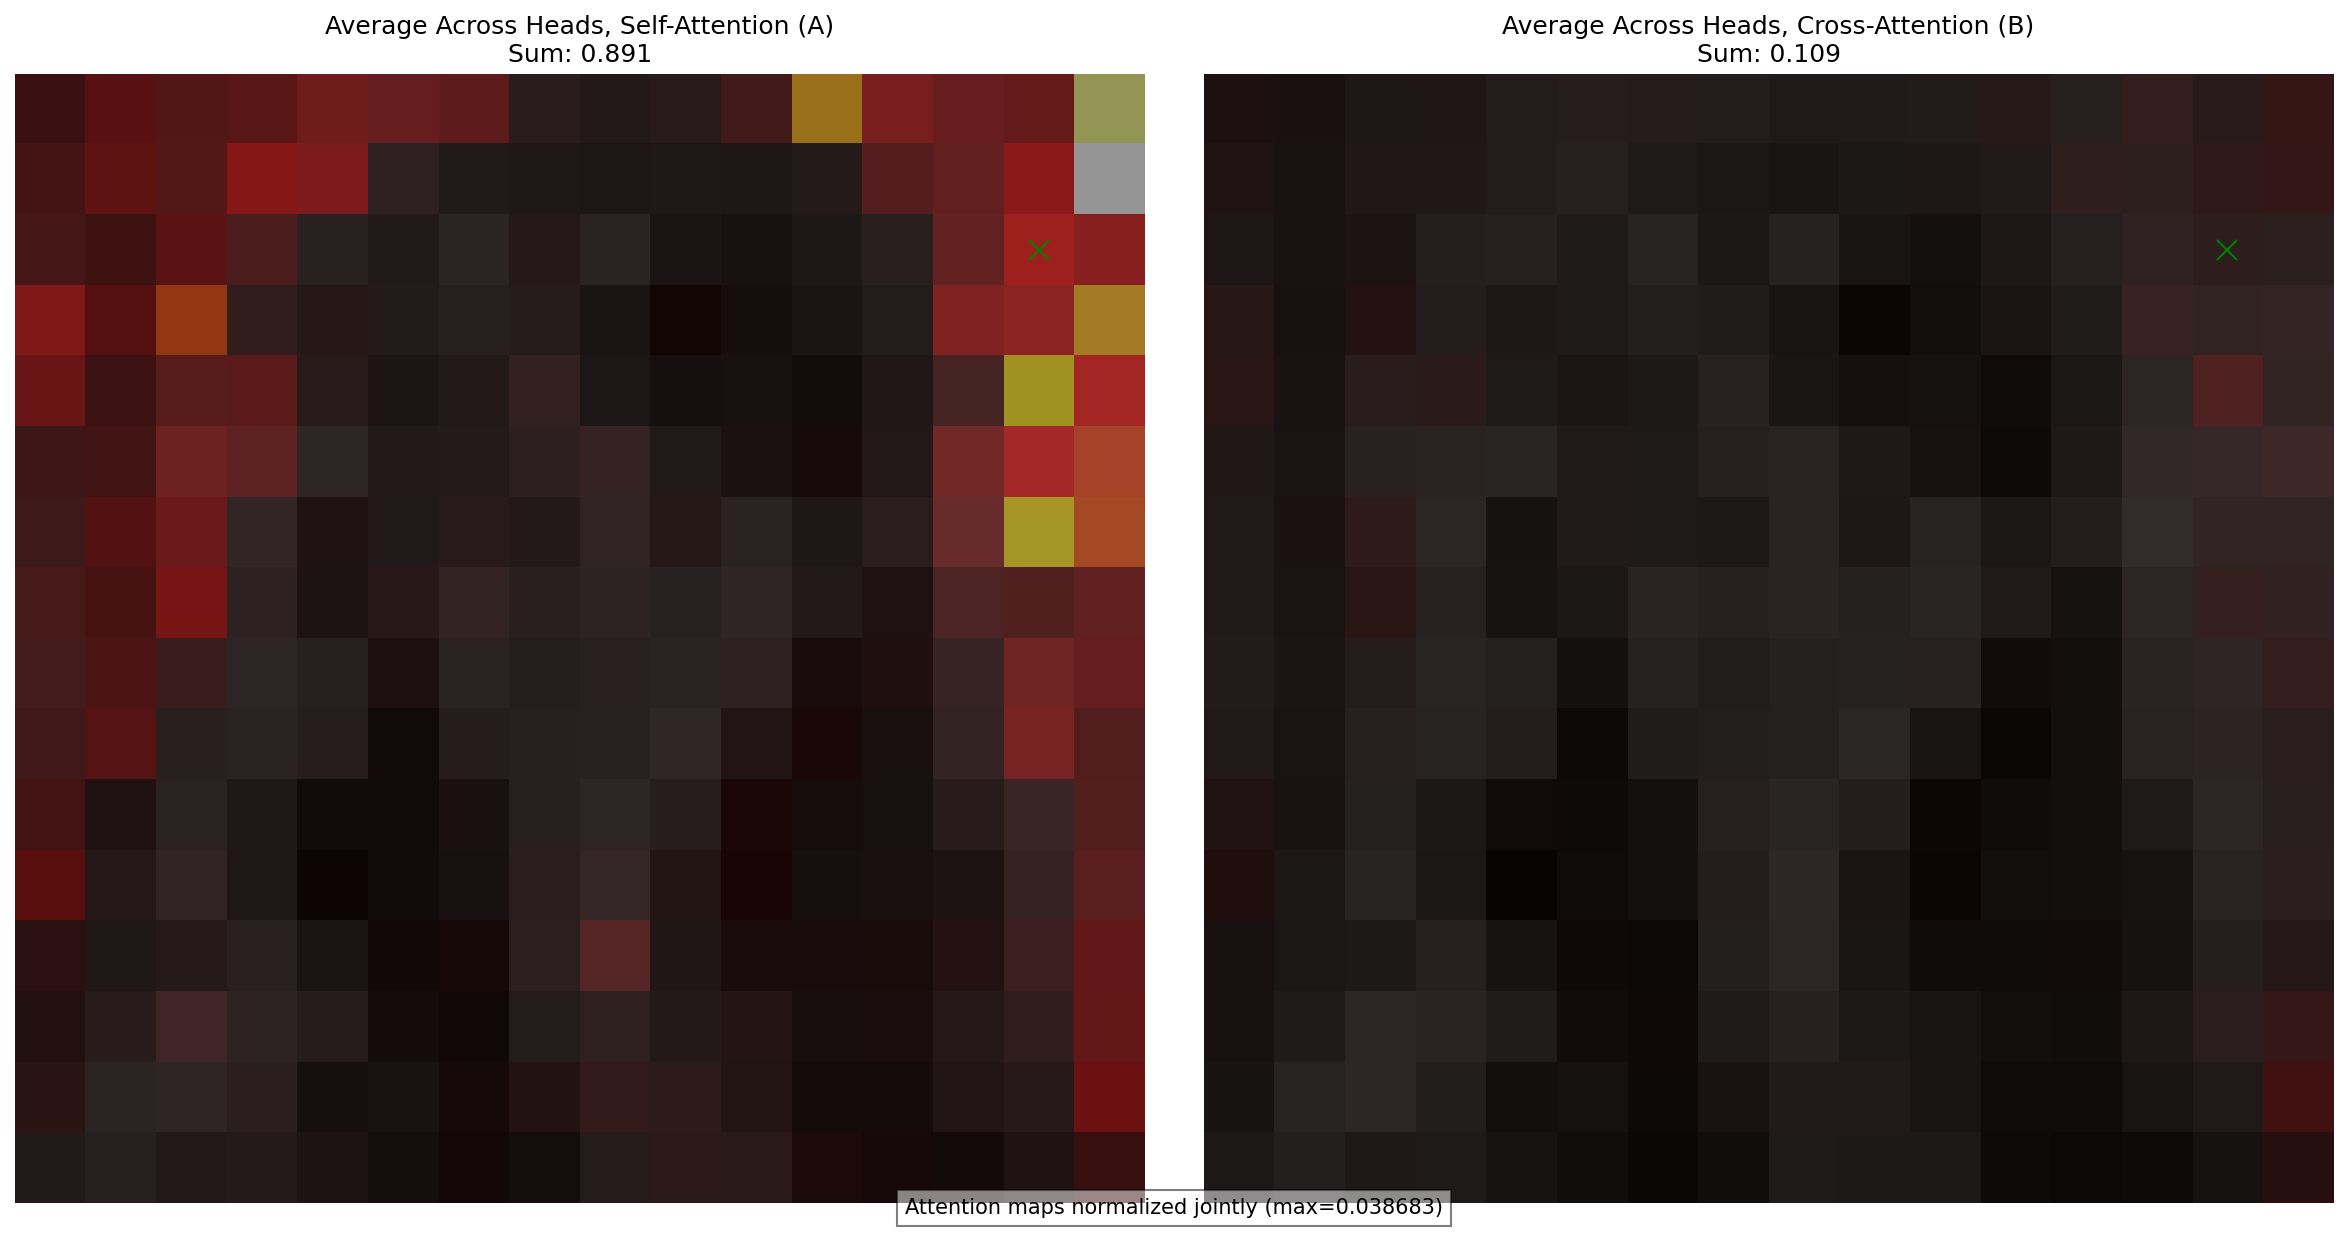 Average Across Heads, Self-Attention (A)
Sum: 0.891
Average Across Heads, Cross-Attention (B)
Sum: 0.109
Attention maps normalized jointly (max=0.038683)